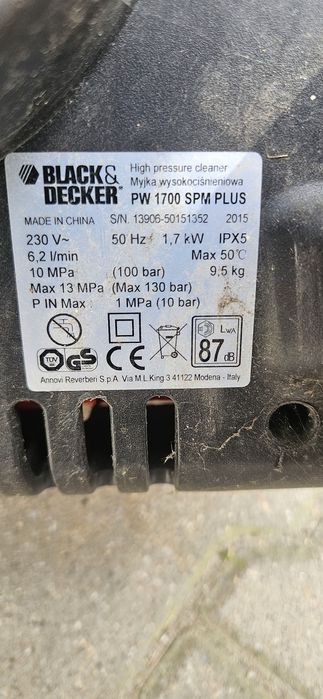 BLACK& High pressure cleaner
DECKER® Myjka wysokociśnieniowa
PW 1700 SPM PLUS
MADE IN CHINA S/N. 13906-50151352 2015
230 V~ 50 Hz 1,7 kW IPX5
6,2 l/min Max 50°C
10 MPa (100 bar) 9,5 kg
Max 13 MPa (Max 130 bar)
P IN Max : 1 MPa (10 bar)
TÜV GS CE LWA 87 dB
Annovi Reverberi S.p.A. Via M.L.King 3 41122 Modena - Italy